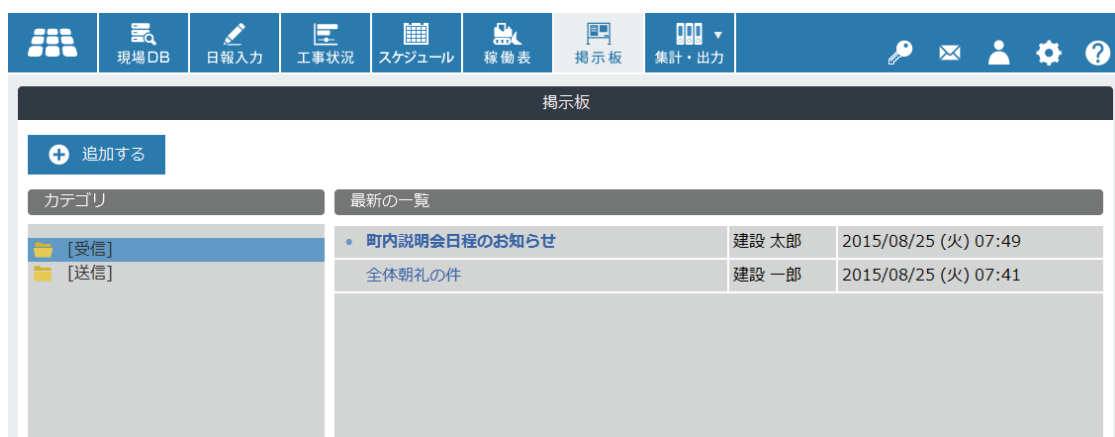 現場DB 日報入力 工事状況 スケジュール 稼働表 掲示板 集計・出力
掲示板
追加する
カテゴリ
最新の一覧
[受信]
[送信]
町内説明会日程のお知らせ 建設 太郎 2015/08/25 (火) 07:49
全体朝礼の件 建設 一郎 2015/08/25 (火) 07:41